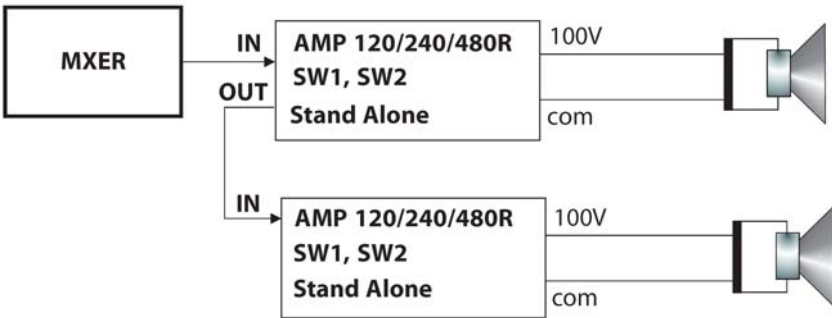 MXER
IN
OUT
AMP 120/240/480R
SW1, SW2
Stand Alone
100V
com
IN
AMP 120/240/480R
SW1, SW2
Stand Alone
100V
com